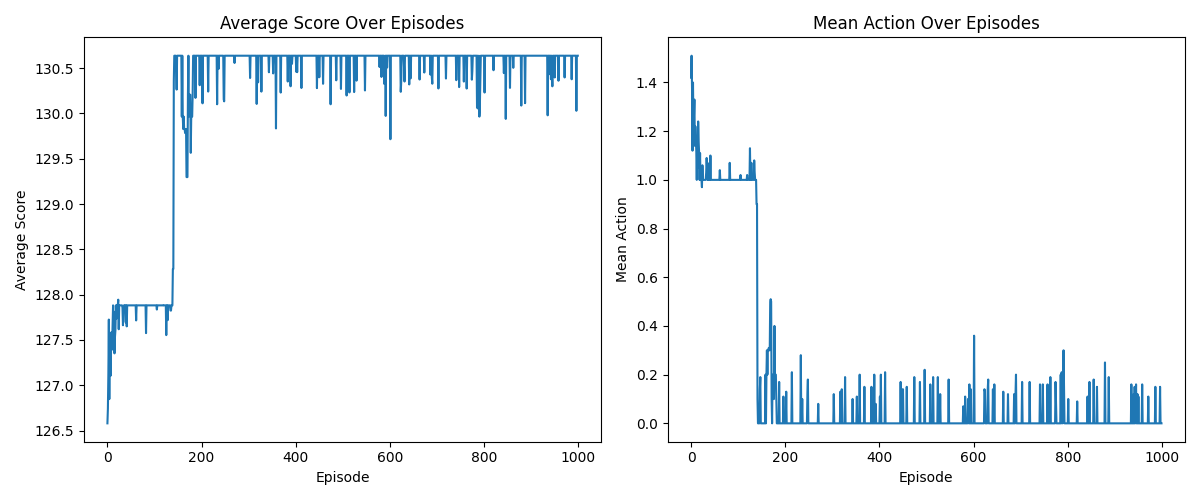 Average Score Over Episodes
Average Score
130.5
130.0
129.5
129.0
128.5
128.0
127.5
127.0
126.5
0 200 400 600 800 1000
Episode
Mean Action Over Episodes
Mean Action
1.4
1.2
1.0
0.8
0.6
0.4
0.2
0.0
0 200 400 600 800 1000
Episode